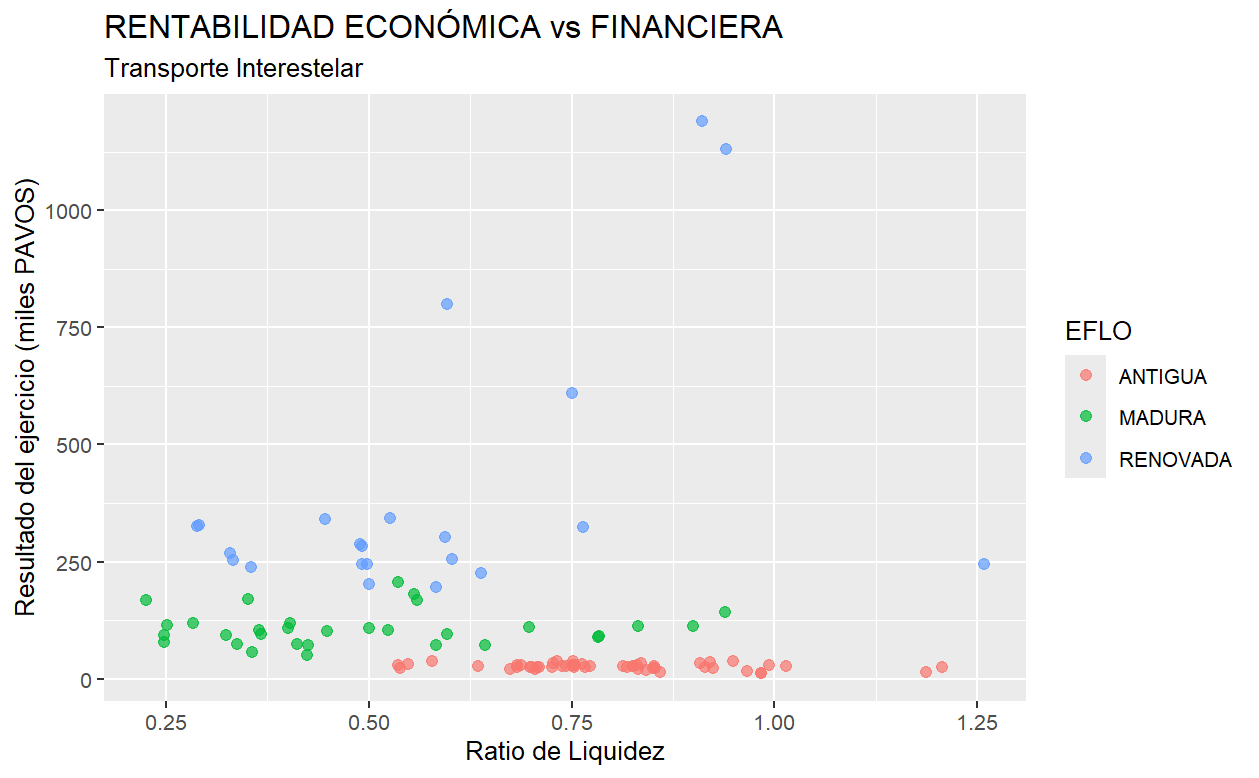 RENTABILIDAD ECONÓMICA vs FINANCIERA
Transporte Interestelar
Resultado del ejercicio (miles PAVOS)
1000
750
500
250
0
0.25
0.50
0.75
1.00
1.25
Ratio de Liquidez
EFLO
ANTIGUA
MADURA
RENOVADA